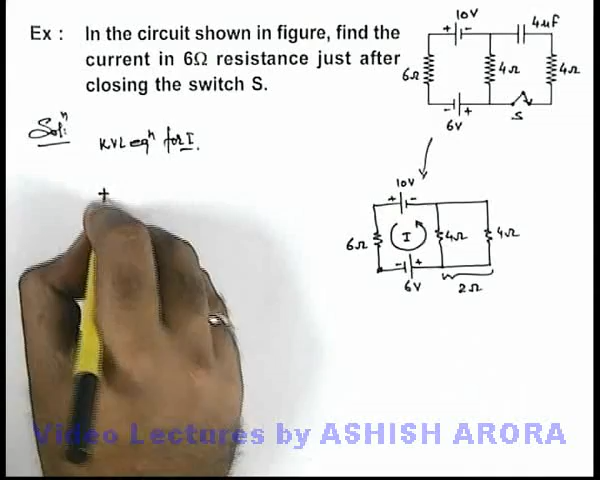 Ex : In the circuit shown in figure, find the
current in 6Ω resistance just after
closing the switch S.
10V
+ -
4μF
6Ω
4Ω
4Ω
- +
6V
S
Solⁿ:
KVL eqⁿ for I.
+
10V
+ -
6Ω
I
4Ω
4Ω
- +
6V
2Ω
Video Lectures by ASHISH ARORA